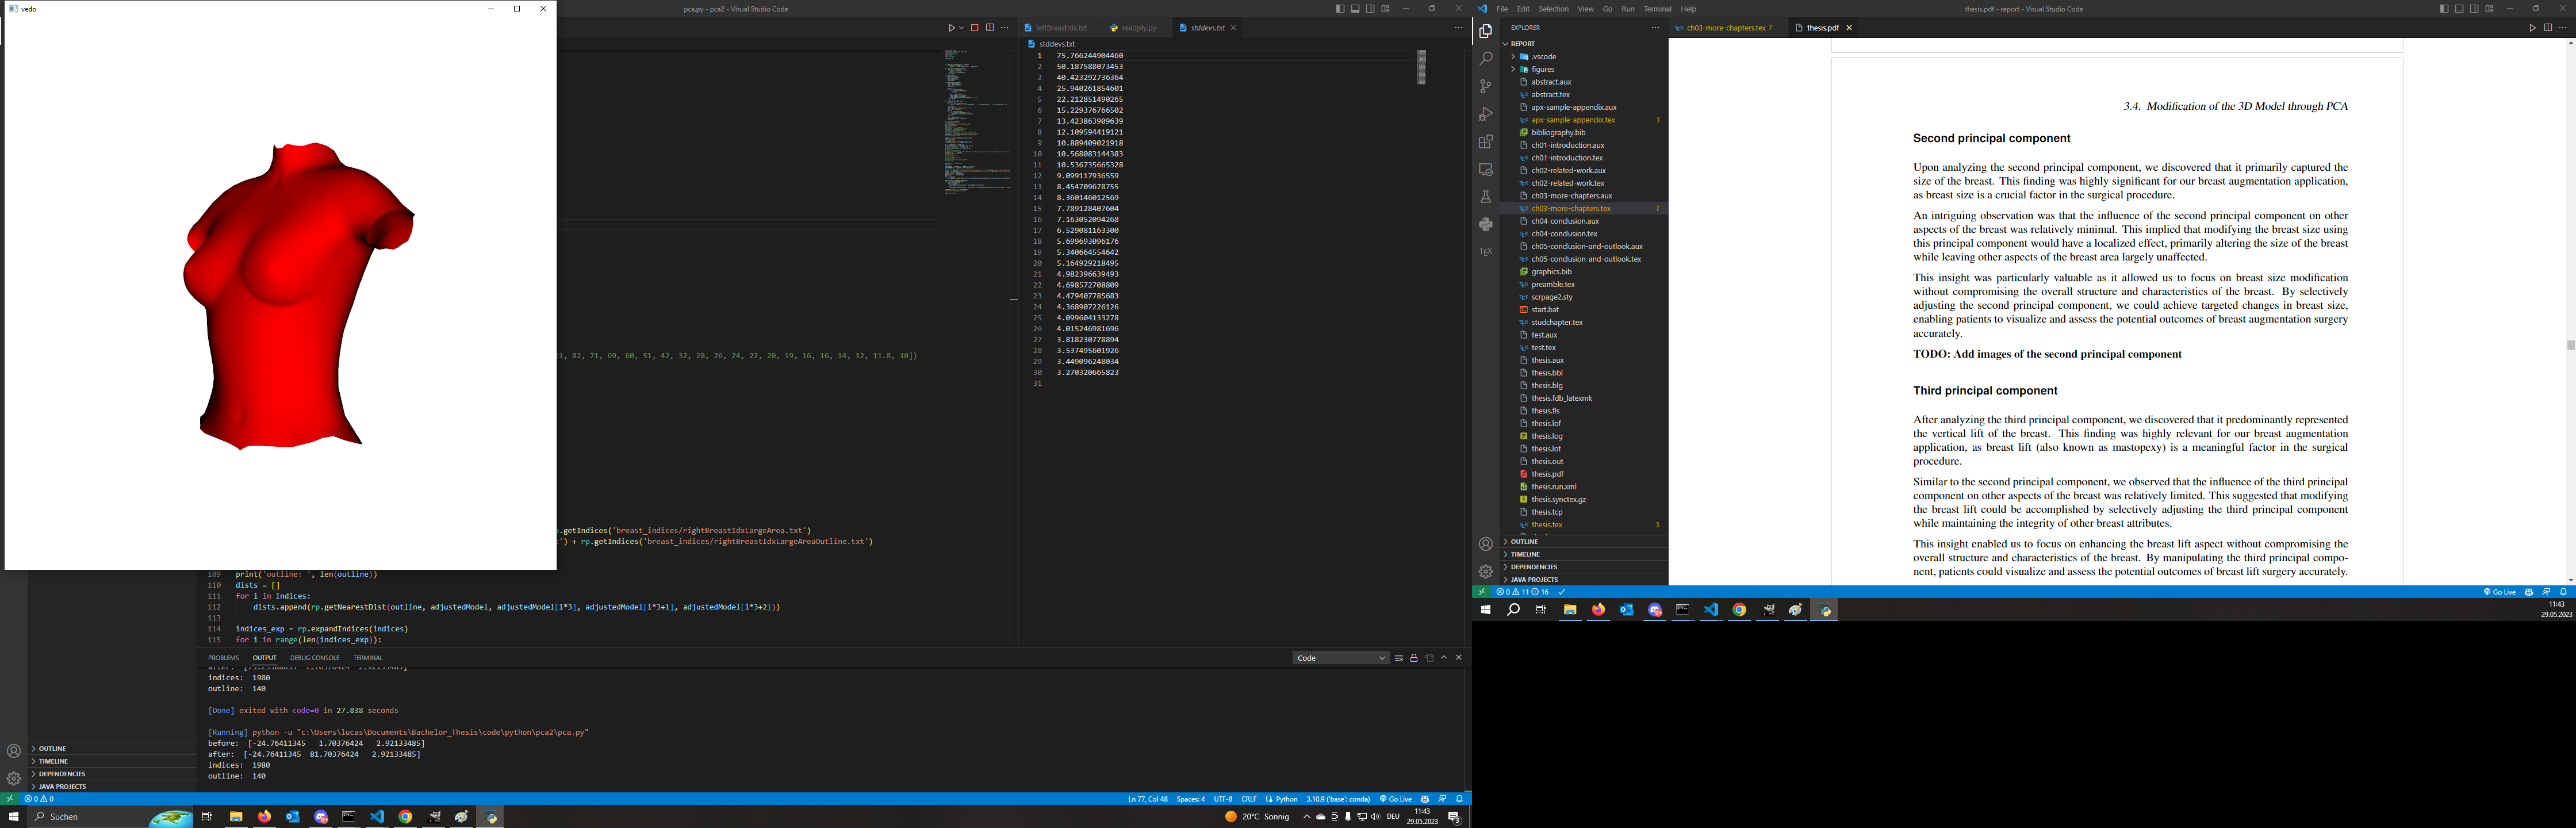 vedo
pca.py - pca2 - Visual Studio Code
leftBreastIdx.txt
readply.py
stddevs.txt
stddevs.txt
1 75.766244904460
2 50.187588073453
3 40.423292736364
4 25.940261854601
5 22.212851490265
6 15.229376766502
7 13.423863909639
8 12.109594419121
9 10.889409021918
10 10.568083144383
11 10.536735665328
12 9.099117936559
13 8.454709678755
14 8.360146012569
15 7.789128407604
16 7.163052094268
17 6.529081163300
18 5.699693096176
19 5.340664554642
20 5.164929218495
21 4.982396639493
22 4.698572708809
23 4.479407785683
24 4.368907226126
25 4.099604133278
26 4.015246981696
27 3.818230778894
28 3.537495601926
29 3.449096248034
30 3.270320665823
31
1, 82, 71, 69, 60, 51, 42, 32, 28, 26, 24, 22, 20, 19, 16, 16, 14, 12, 11.8, 10])
p.getIndices('breast_indices/rightBreastIdxLargeArea.txt')
t') + rp.getIndices('breast_indices/rightBreastIdxLargeAreaOutline.txt')
109 print('outline: ', len(outline))
110 dists = []
111 for i in indices:
112 dists.append(rp.getNearestDist(outline, adjustedModel, adjustedModel[i*3], adjustedModel[i*3+1], adjustedModel[i*3+2]))
113
114 indices_exp = rp.expandIndices(indices)
115 for i in range(len(indices_exp)):
PROBLEMS
OUTPUT
DEBUG CONSOLE
TERMINAL
Code
indices: 1980
outline: 140
[Done] exited with code=0 in 27.838 seconds
[Running] python -u "c:\Users\lucas\Documents\Bachelor_Thesis\code\python\pca2\pca.py"
before: [-24.76411345 1.70376424 2.92133485]
after: [-24.76411345 81.70376424 2.92133485]
indices: 1980
outline: 140
OUTLINE
TIMELINE
DEPENDENCIES
JAVA PROJECTS
0 0
Ln 77, Col 48
Spaces: 4
UTF-8
CRLF
Python
3.10.9 ('base': conda)
Go Live
Suchen
20°C Sonnig
DEU
11:43
29.05.2023
3
File Edit Selection View Go Run Terminal Help
thesis.pdf - report - Visual Studio Code
EXPLORER
REPORT
.vscode
figures
abstract.aux
abstract.tex
apx-sample-appendix.aux
apx-sample-appendix.tex 1
bibliography.bib
ch01-introduction.aux
ch01-introduction.tex
ch02-related-work.aux
ch02-related-work.tex
ch03-more-chapters.aux
ch03-more-chapters.tex 7
ch04-conclusion.aux
ch04-conclusion.tex
ch05-conclusion-and-outlook.aux
ch05-conclusion-and-outlook.tex
graphics.bib
preamble.tex
scrpage2.sty
start.bat
studchapter.tex
test.aux
test.tex
thesis.aux
thesis.bbl
thesis.blg
thesis.fdb_latexmk
thesis.fls
thesis.lof
thesis.log
thesis.lot
thesis.out
thesis.pdf
thesis.run.xml
thesis.synctex.gz
thesis.tcp
thesis.tex 3
OUTLINE
TIMELINE
DEPENDENCIES
JAVA PROJECTS
ch03-more-chapters.tex 7
thesis.pdf
3.4. Modification of the 3D Model through PCA
Second principal component
Upon analyzing the second principal component, we discovered that it primarily captured the
size of the breast. This finding was highly significant for our breast augmentation application,
as breast size is a crucial factor in the surgical procedure.
An intriguing observation was that the influence of the second principal component on other
aspects of the breast was relatively minimal. This implied that modifying the breast size using
this principal component would have a localized effect, primarily altering the size of the breast
while leaving other aspects of the breast area largely unaffected.
This insight was particularly valuable as it allowed us to focus on breast size modification
without compromising the overall structure and characteristics of the breast. By selectively
adjusting the second principal component, we could achieve targeted changes in breast size,
enabling patients to visualize and assess the potential outcomes of breast augmentation surgery
accurately.
TODO: Add images of the second principal component
Third principal component
After analyzing the third principal component, we discovered that it predominantly represented
the vertical lift of the breast. This finding was highly relevant for our breast augmentation
application, as breast lift (also known as mastopexy) is a meaningful factor in the surgical
procedure.
Similar to the second principal component, we observed that the influence of the third principal
component on other aspects of the breast was relatively limited. This suggested that modifying
the breast lift could be accomplished by selectively adjusting the third principal component
while maintaining the integrity of other breast attributes.
This insight enabled us to focus on enhancing the breast lift aspect without compromising the
overall structure and characteristics of the breast. By manipulating the third principal compo-
nent, patients could visualize and assess the potential outcomes of breast lift surgery accurately.
0 11 16
Go Live
11:43
29.05.2023